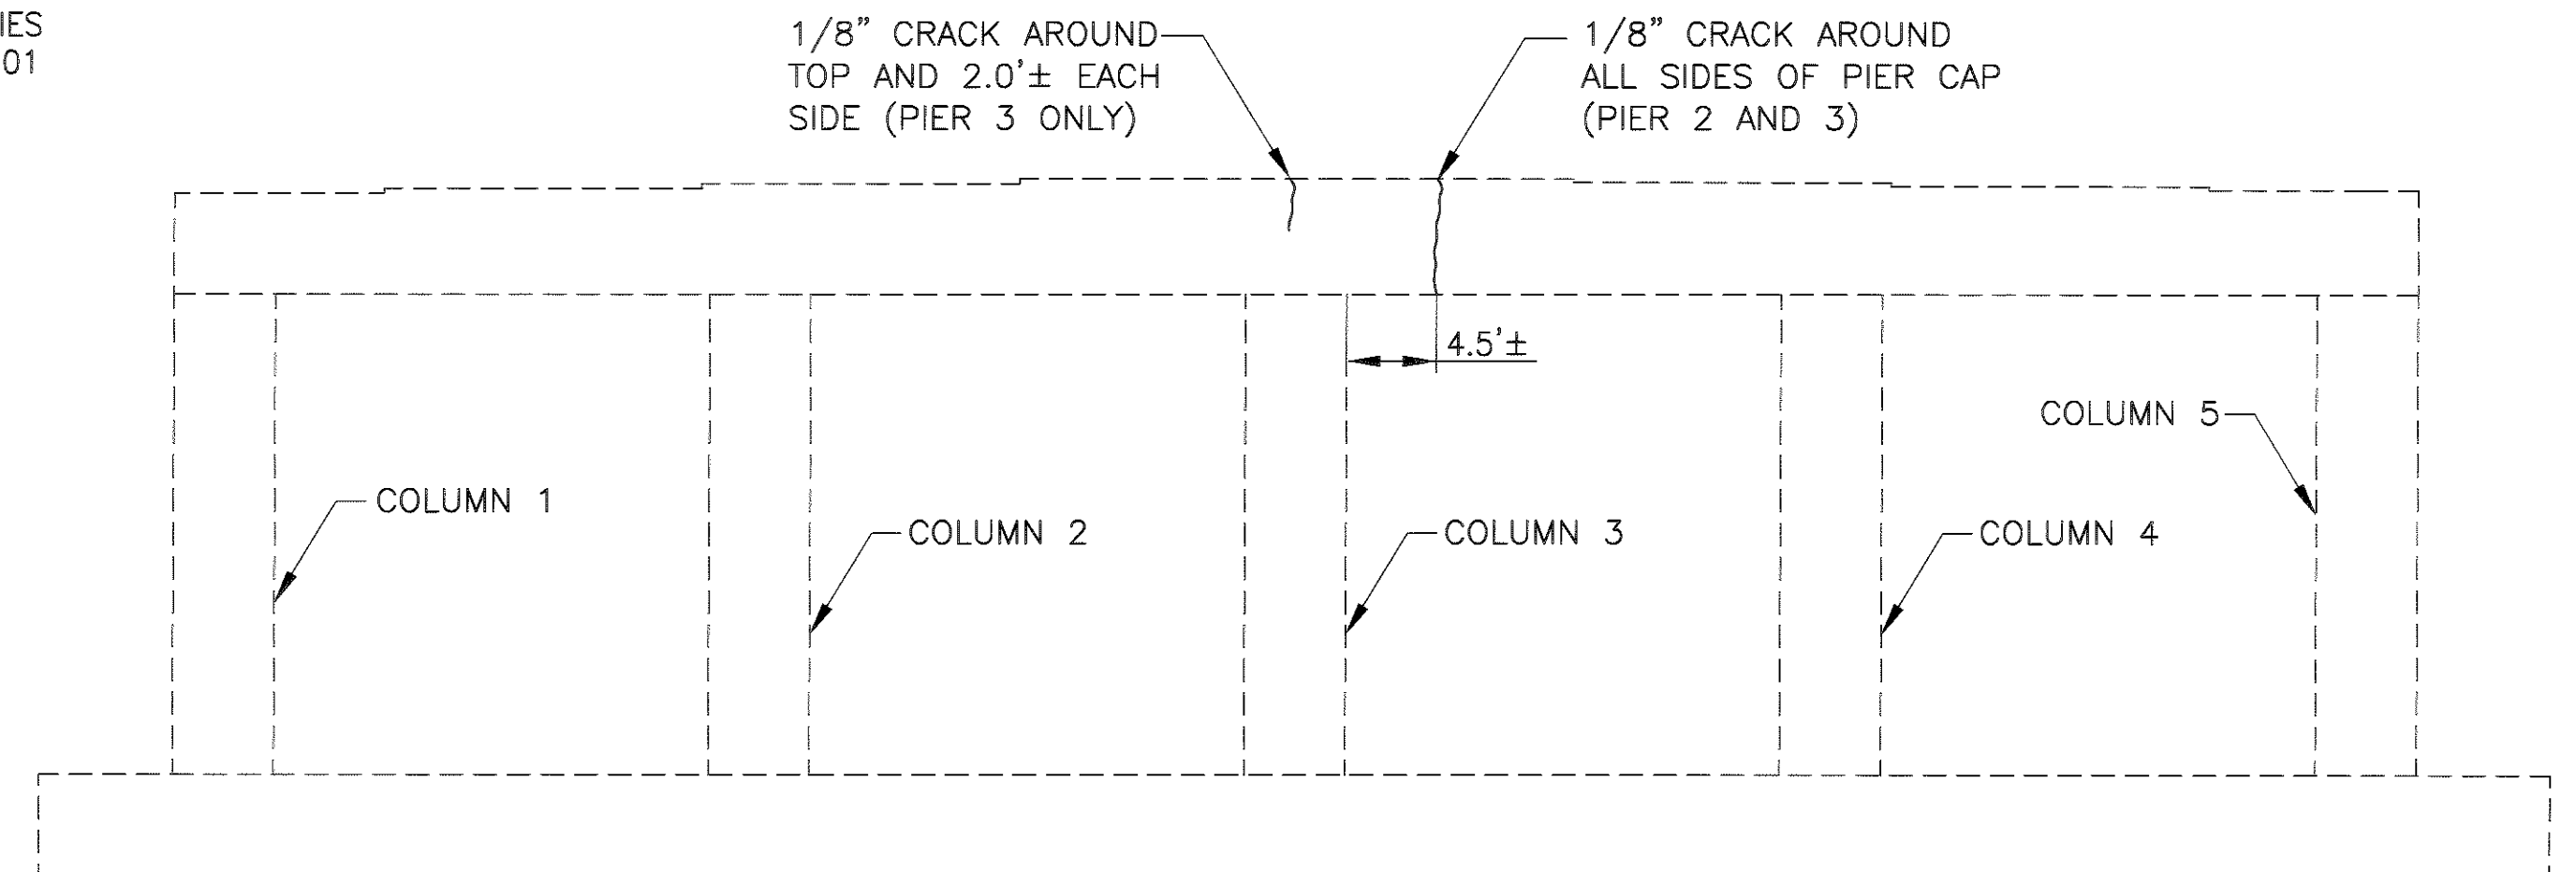 01
1/8" CRACK AROUND
TOP AND 2.0'± EACH
SIDE (PIER 3 ONLY)
1/8" CRACK AROUND
ALL SIDES OF PIER CAP
(PIER 2 AND 3)
4.5'±
COLUMN 5
COLUMN 1
COLUMN 2
COLUMN 3
COLUMN 4